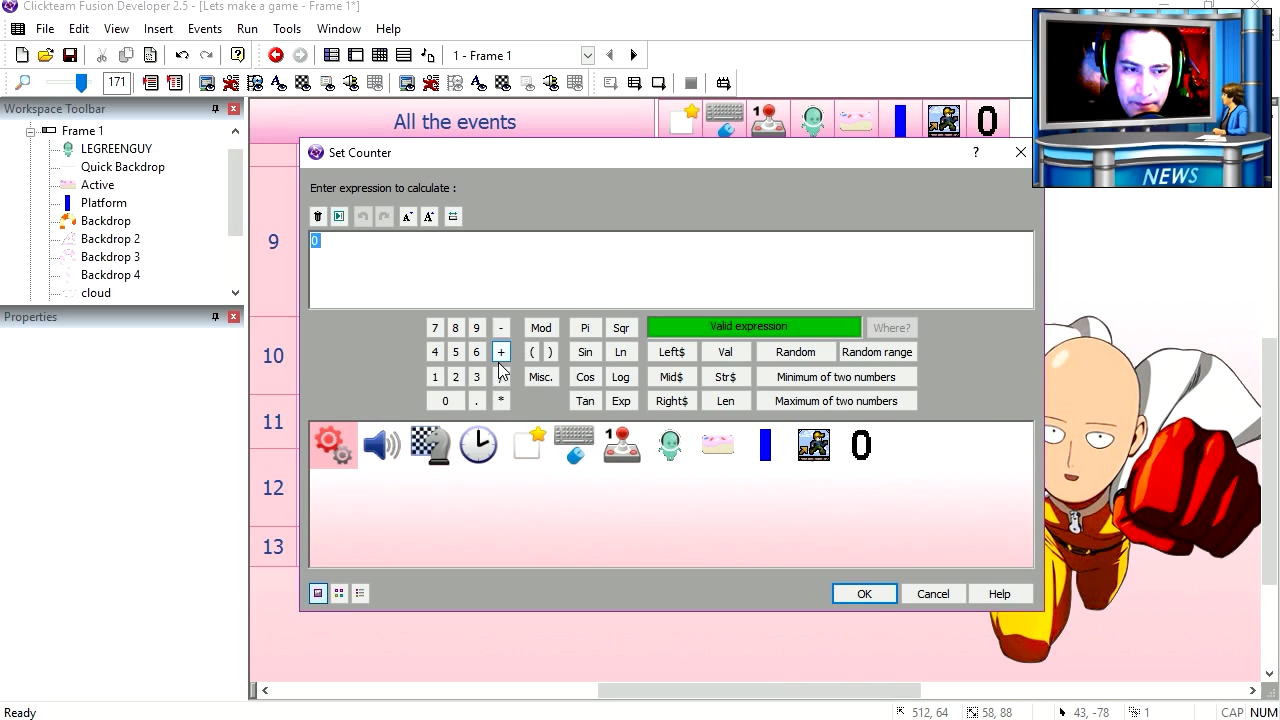 Clickteam Fusion Developer 2.5 - [Lets make a game - Frame 1*]
File Edit View Insert Events Run Tools Window Help
1 - Frame 1
171
Workspace Toolbar
Frame 1
LEGREENGUY
Quick Backdrop
Active
Platform
Backdrop
Backdrop 2
Backdrop 3
Backdrop 4
cloud
Properties
All the events
1
0
9
10
11
12
13
Set Counter
?
Enter expression to calculate :
A A
0
7 8 9 - Mod Pi Sqr Valid expression Where?
4 5 6 + ( ) Sin Ln Left$ Val Random Random range
1 2 3 Misc. Cos Log Mid$ Str$ Minimum of two numbers
0 . * Tan Exp Right$ Len Maximum of two numbers
1
0
OK Cancel Help
NEWS
Ready
512, 64 58, 88 43, -78 1 CAP NUM